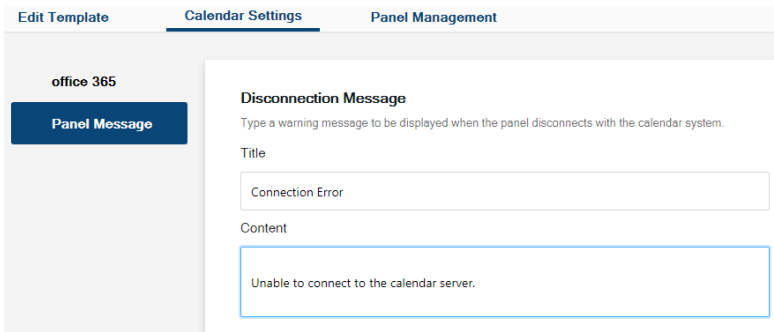 Edit Template Calendar Settings Panel Management
office 365
Panel Message
Disconnection Message
Type a warning message to be displayed when the panel disconnects with the calendar system.
Title
Connection Error
Content
Unable to connect to the calendar server.